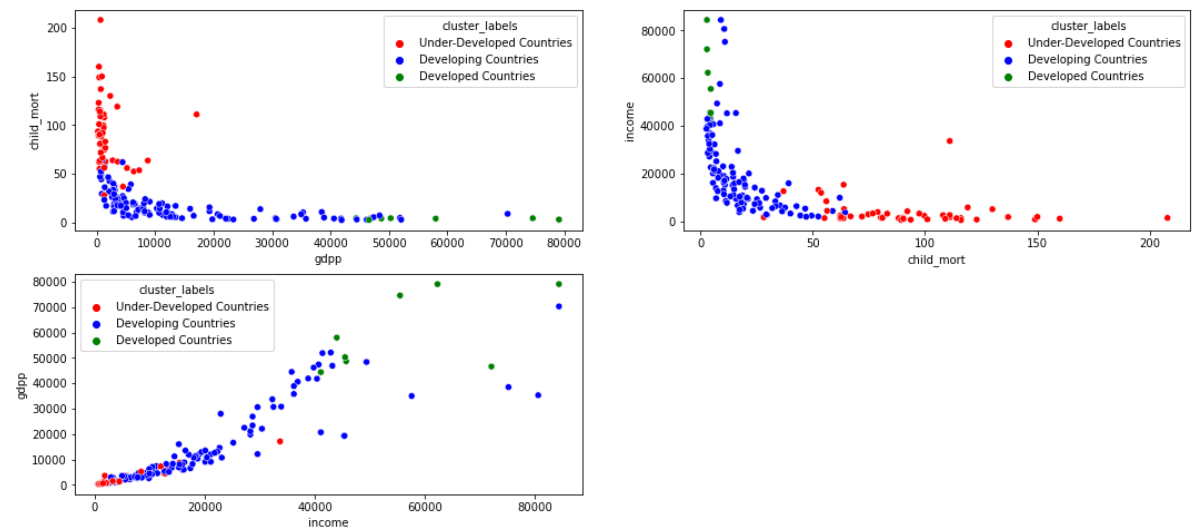 200
150
100
50
0
child_mort
cluster_labels
Under-Developed Countries
Developing Countries
Developed Countries
0 10000 20000 30000 40000 50000 60000 70000 80000
gdpp
80000
60000
40000
20000
0
income
cluster_labels
Under-Developed Countries
Developing Countries
Developed Countries
0 50 100 150 200
child_mort
80000
70000
60000
50000
40000
30000
20000
10000
0
gdpp
cluster_labels
Under-Developed Countries
Developing Countries
Developed Countries
0 20000 40000 60000 80000
income